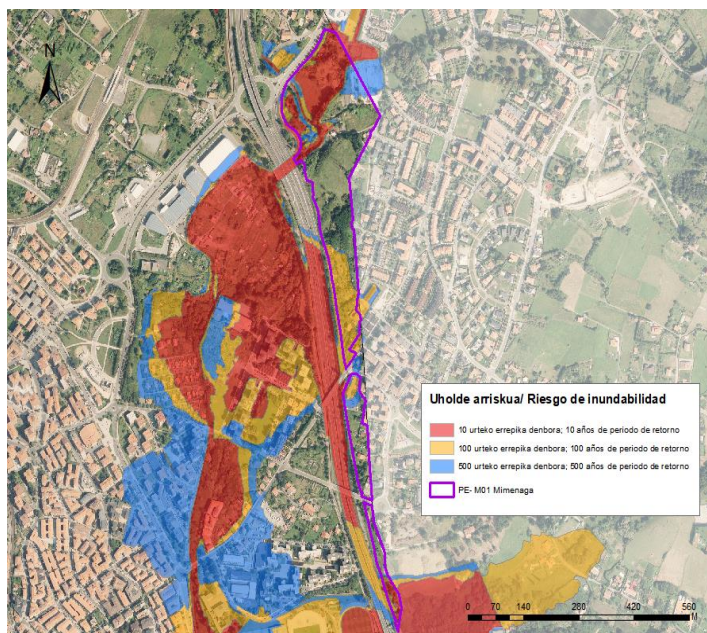 N
Uholde arriskua/ Riesgo de inundabilidad
10 urteko errepika denbora; 10 años de periodo de retorno
100 urteko errepika denbora; 100 años de periodo de retorno
500 urteko errepika denbora; 500 años de periodo de retorno
PE- M01 Mimenaga
0 70 140 280 420 560
M